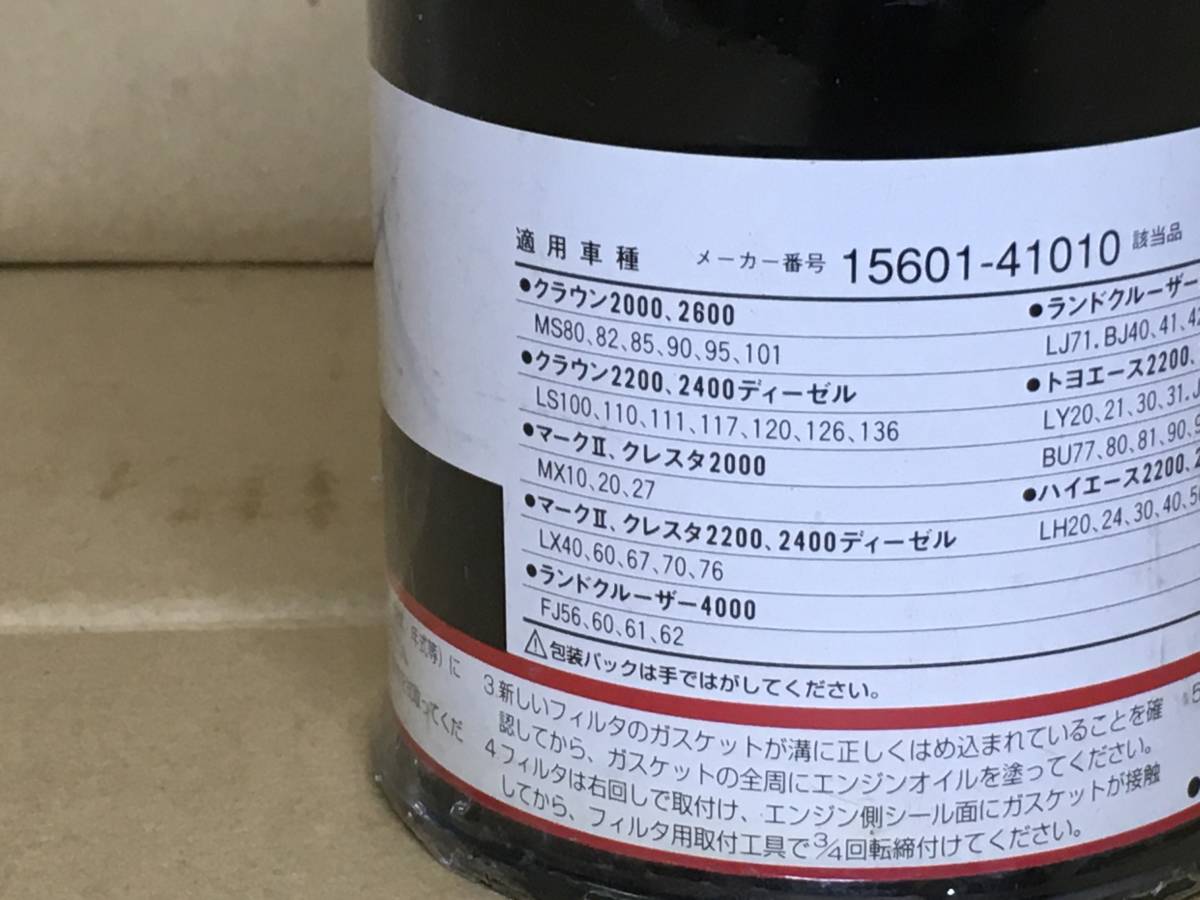 適用車種 メーカー番号 15601-41010 該当品
●クラウン2000、2600
MS80、82、85、90、95、101
●クラウン2200、2400ディーゼル
LS100、110、111、117、120、126、136
●マークⅡ、クレスタ2000
MX10、20、27
●マークⅡ、クレスタ2200、2400ディーゼル
LX40、60、67、70、76
●ランドクルーザー4000
FJ56、60、61、62
●ランドクルーザー
LJ71.BJ40、41、42
●トヨエース2200、
LY20、21、30、31.
BU77、80、81、90、
●ハイエース2200、
LH20、24、30、40、
⚠包装パックは手ではがしてください。
年式等)に
ってくだ
3.新しいフィルタのガスケットが溝に正しくはめ込まれていることを確
認してから、ガスケットの全周にエンジンオイルを塗ってください。
4 フィルタは右回しで取付け、エンジン側シール面にガスケットが接触
してから、フィルタ用取付工具で3/4回転締付けてください。